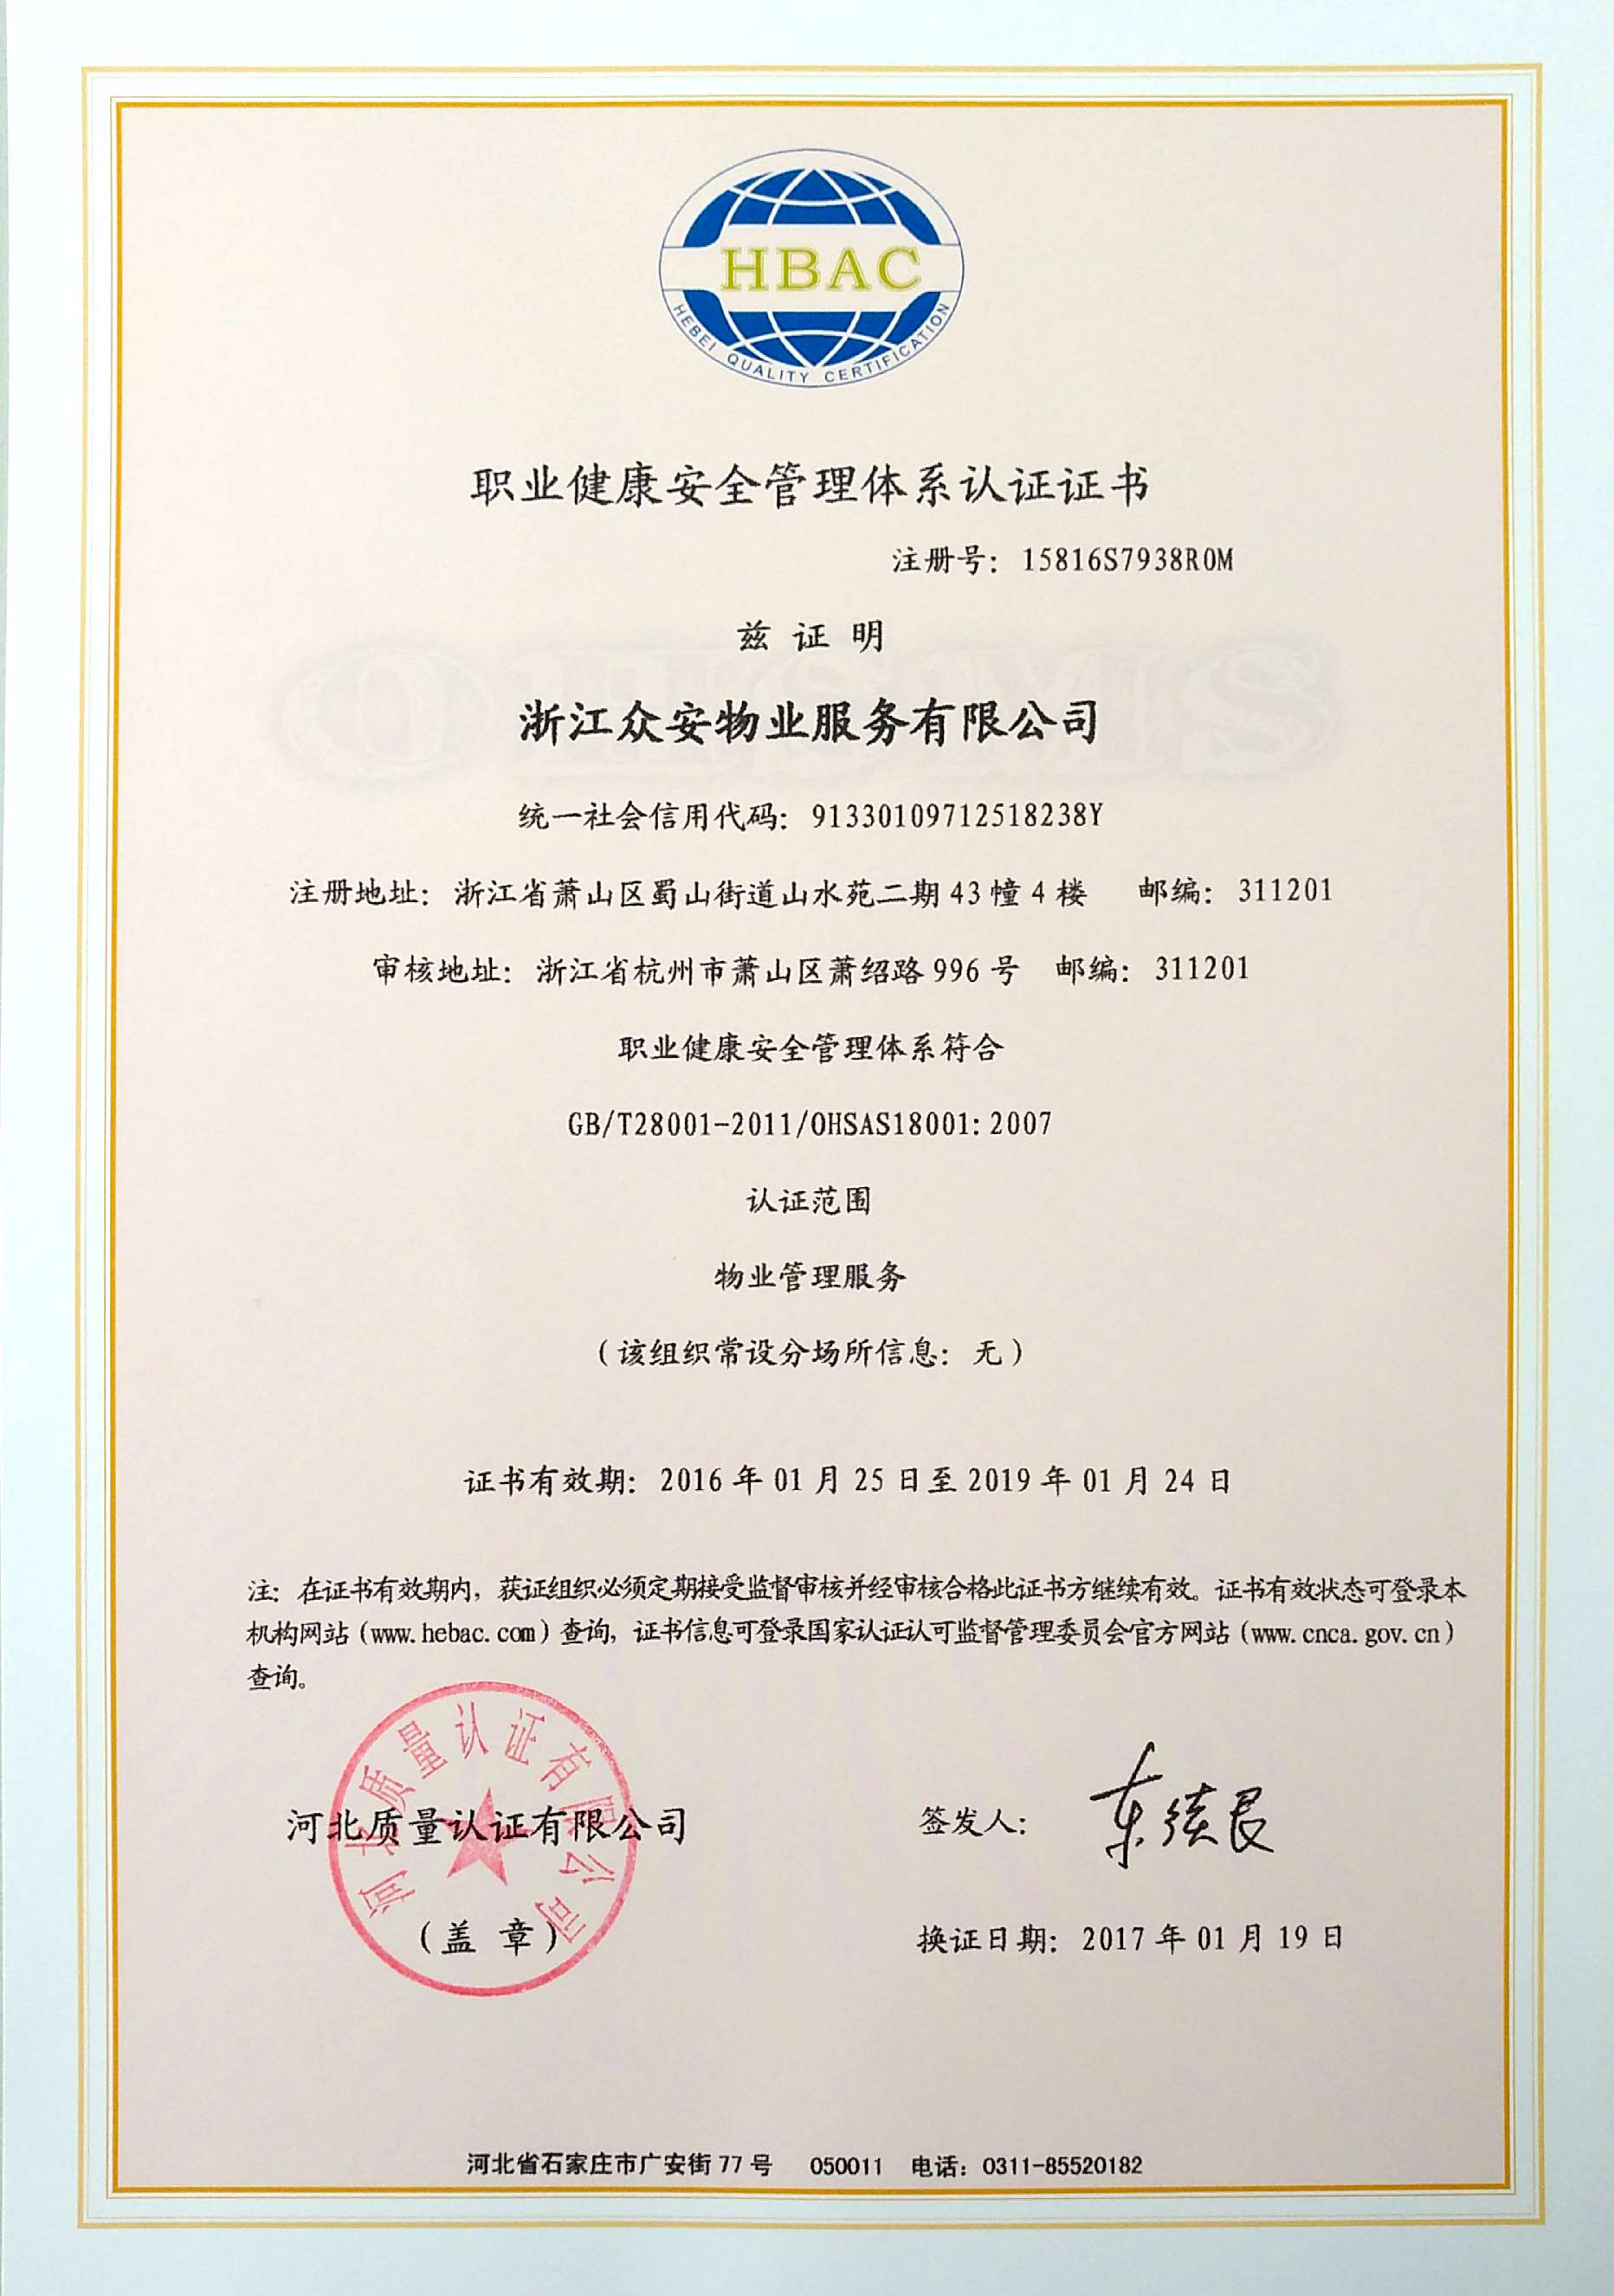 HBAC
HEBEI QUALITY CERTIFICATION
职业健康安全管理体系认证证书
注册号：15816S7938R0M
兹证明
浙江众安物业服务有限公司
统一社会信用代码：91330109712518238Y
注册地址：浙江省萧山区蜀山街道山水苑二期43幢4楼 邮编：311201
审核地址：浙江省杭州市萧山区萧绍路996号 邮编：311201
职业健康安全管理体系符合
GB/T28001-2011/OHSAS18001:2007
认证范围
物业管理服务
（该组织常设分场所信息：无）
证书有效期：2016年01月25日至2019年01月24日
注：在证书有效期内，获证组织必须定期接受监督审核并经审核合格此证书方继续有效。证书有效状态可登录本
机构网站（www.hebac.com）查询，证书信息可登录国家认证认可监督管理委员会官方网站（www.cnca.gov.cn）
查询。
河北质量认证有限公司
河北质量认证有限公司
（盖 章）
签发人：
换证日期：2017年01月19日
河北省石家庄市广安街77号 050011 电话：0311-85520182